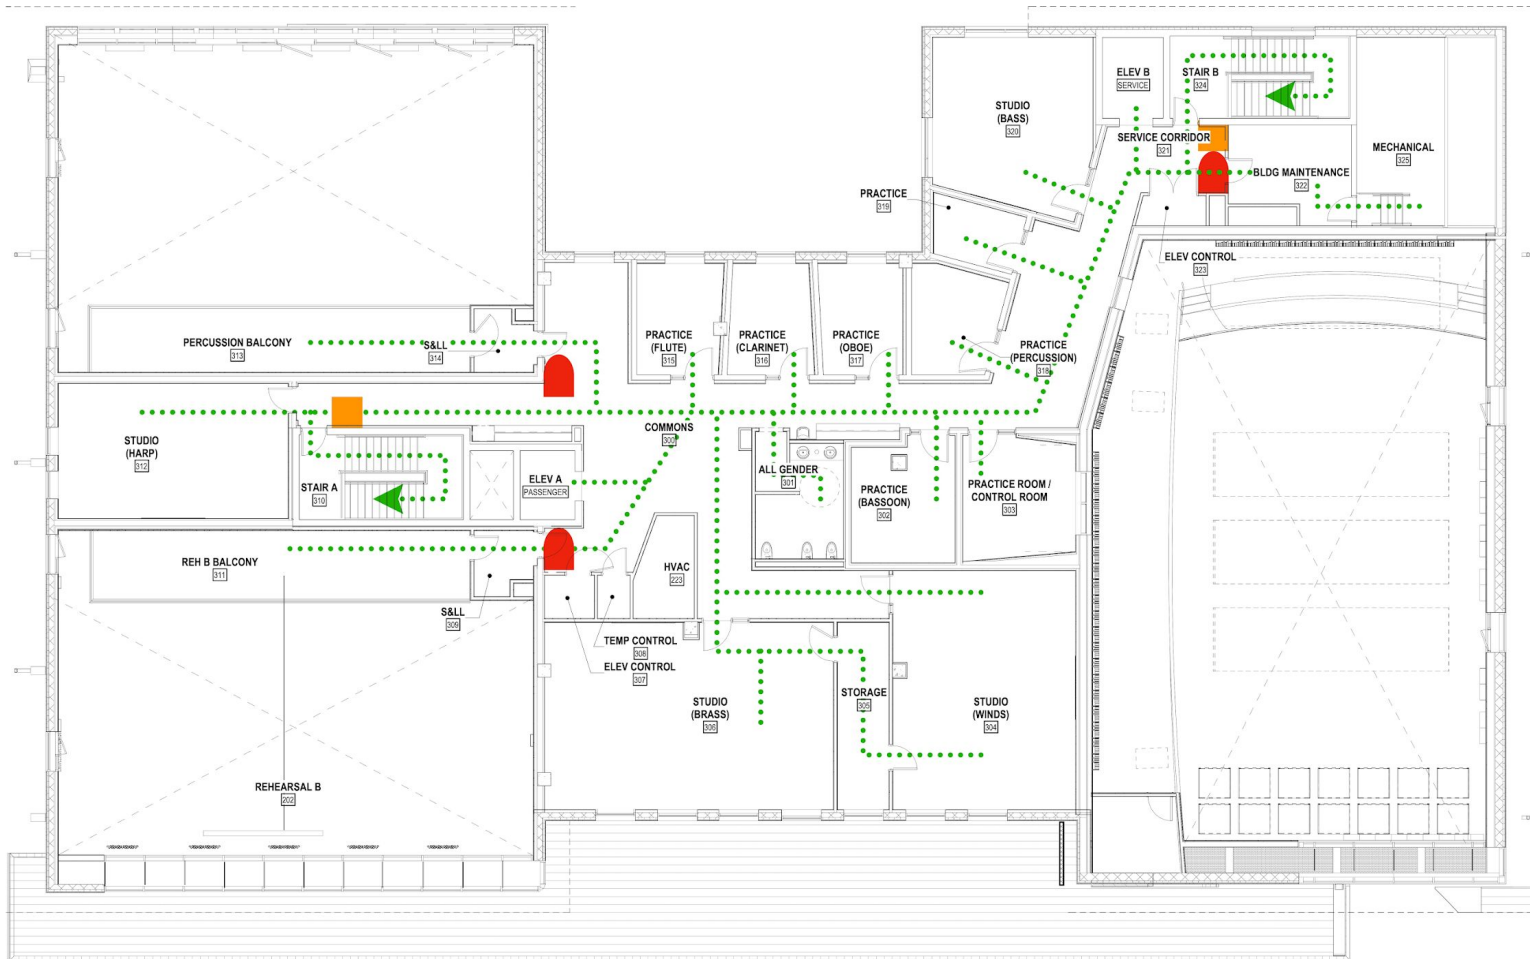 ELEV B
SERVICE
STAIR B
324
STUDIO
(BASS)
320
SERVICE CORRIDOR
321
MECHANICAL
325
BLDG MAINTENANCE
322
PRACTICE
319
ELEV CONTROL
323
PERCUSSION BALCONY
313
S&LL
314
PRACTICE
(FLUTE)
315
PRACTICE
(CLARINET)
316
PRACTICE
(OBOE)
317
PRACTICE
(PERCUSSION)
318
STUDIO
(HARP)
312
COMMONS
300
STAIR A
310
ELEV A
PASSENGER
ALL GENDER
301
PRACTICE
(BASSOON)
302
PRACTICE ROOM /
CONTROL ROOM
303
REH B BALCONY
311
HVAC
223
S&LL
309
TEMP CONTROL
308
ELEV CONTROL
307
STUDIO
(BRASS)
306
STORAGE
305
STUDIO
(WINDS)
304
REHEARSAL B
202